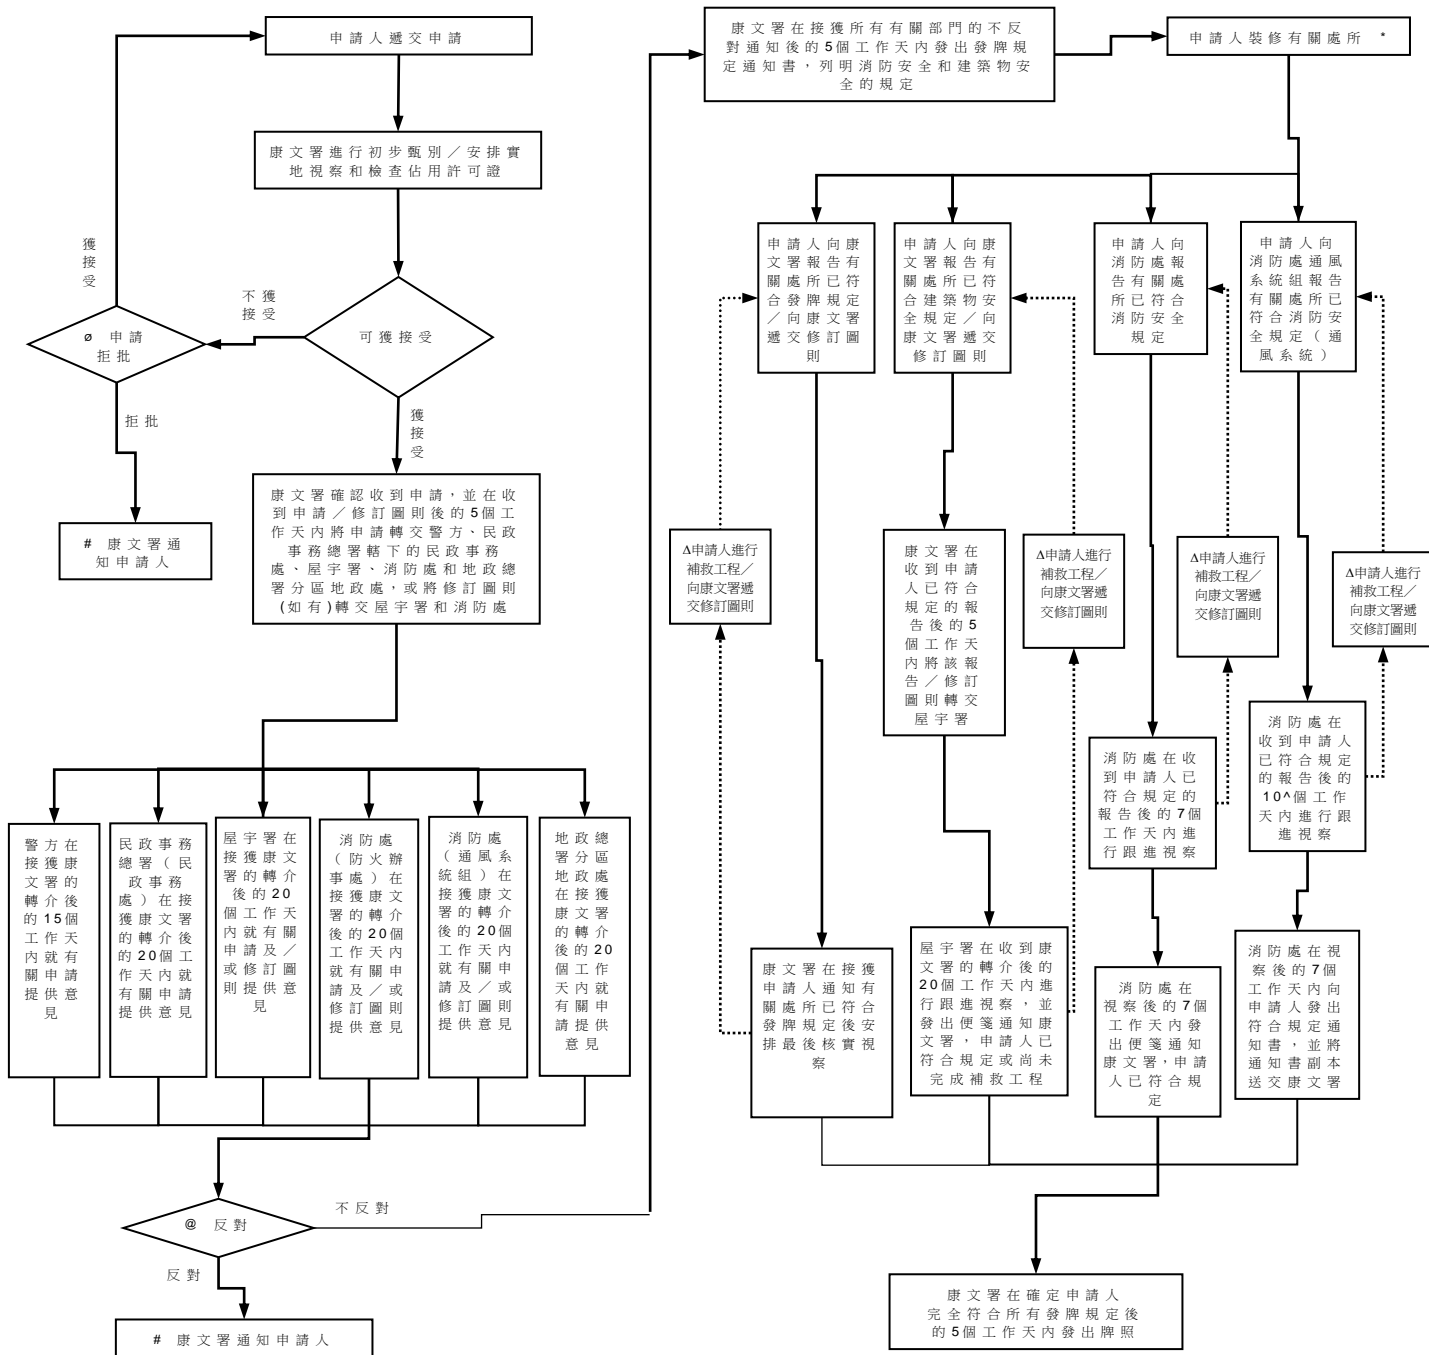 申請人遞交申請
康文署進行初步甄別／安排實
地視察和檢查佔用許可證
獲
接
受
不獲
接受
可獲接受
ø 申請
拒批
拒批
獲
接
受
# 康文署通
知申請人
康文署確認收到申請，並在收
到申請／修訂圖則後的5個工
作天內將申請轉交警方、民政
事務總署轄下的民政事務
處、屋宇署、消防處和地政總
署分區地政處，或將修訂圖則
(如有)轉交屋宇署和消防處
警方在
接獲康
文署的
轉介後
的15個
工作天
內就有
關申請
提供意
見
民政事務
總署（民
政事務
處）在接
獲康文署
的轉介後
的20個工
作天內就
有關申請
提供意見
屋宇署在
接獲康文
署的轉介
後的20
個工作天
內就有關
申請及／
或修訂圖
則提供意
見
消防處
（防火辦
事處）在
接獲康文
署的轉介
後的20個
工作天內
就有關申
請及／或
修訂圖則
提供意見
消防處
（通風系
統組）在
接獲康文
署的轉介
後的20個
工作天內
就有關申
請及／或
修訂圖則
提供意見
地政總
署分區
地政處
在接獲
康文署
的轉介
後的20
個工作
天內就
有關申
請提供
意見
@ 反對
不反對
反對
# 康文署通知申請人
康文署在接獲所有有關部門的不反
對通知後的5個工作天內發出發牌規
定通知書，列明消防安全和建築物安
全的規定
申請人裝修有關處所 *
申請人向康
文署報告有
關處所已符
合發牌規定
／向康文署
遞交修訂圖
則
申請人向康
文署報告有
關處所已符
合建築物安
全規定／向
康文署遞交
修訂圖則
申請人向
消防處報
告有關處
所已符合
消防安全
規定
申請人向
消防處通風
系統組報告
有關處所已
符合消防安
全規定（通
風系統）
Δ申請人進行
補救工程／
向康文署遞
交修訂圖則
康文署在
收到申請
人已符合
規定的報
告後的5
個工作天
內將該報
告／修訂
圖則轉交
屋宇署
Δ申請人進行
補救工程／
向康文署遞
交修訂圖則
Δ申請人進行
補救工程／
向康文署遞
交修訂圖則
Δ申請人進行
補救工程／
向康文署遞
交修訂圖則
消防處在收
到申請人已
符合規定的
報告後的7個
工作天內進
行跟進視察
消防處在
收到申請人
已符合規定
的報告後的
10^個工作
天內進行跟
進視察
康文署在接獲
申請人通知有
關處所已符合
發牌規定後安
排最後核實視
察
屋宇署在收到康
文署的轉介後的
20個工作天內進
行跟進視察，並
發出便箋通知康
文署，申請人已
符合規定或尚未
完成補救工程
消防處在
視察後的7個
工作天內發
出便箋通知
康文署，申請
人已符合規
定
消防處在視
察後的7個
工作天內向
申請人發出
符合規定通
知書，並將
通知書副本
送交康文署
康文署在確定申請人
完全符合所有發牌規定後
的5個工作天內發出牌照